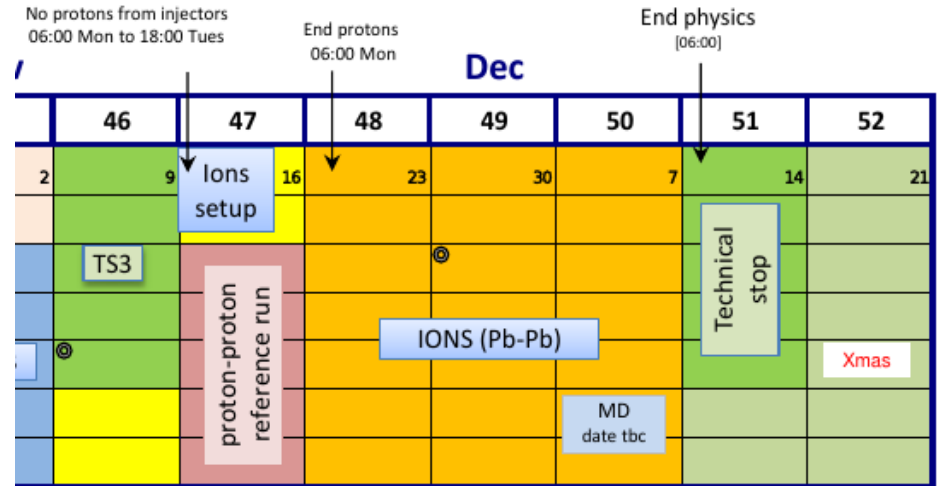 No protons from injectors
06:00 Mon to 18:00 Tues
End protons
06:00 Mon
End physics
[06:00]
Dec
46 47 48 49 50 51 52
2 9 16 23 30 7 14 21
Ions
setup
TS3
proton-proton
reference run
IONS (Pb-Pb)
Technical
stop
Xmas
MD
date tbc